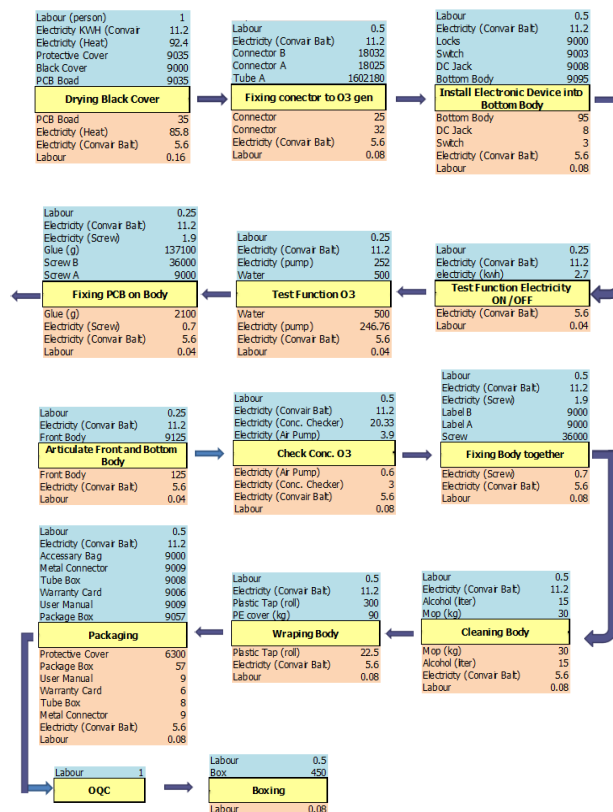 Labour (person) 1
Electricity KWH (Convair 11.2
Electricity (Heat) 92.4
Protective Cover 9035
Black Cover 9000
PCB Boad 9035
Drying Black Cover
PCB Boad 35
Electricity (Heat) 85.8
Electricity (Convair Balt) 5.6
Labour 0.16
Labour 0.5
Electricity (Convair Balt) 11.2
Connector B 18032
Connector A 18025
Tube A 1602180
Fixing conector to O3 gen
Connector 25
Connector 32
Electricity (Convair Balt) 5.6
Labour 0.08
Labour 0.5
Electricity (Convair Balt) 11.2
Locks 9000
Switch 9003
DC Jack 9008
Bottom Body 9095
Install Electronic Device into
Bottom Body
Bottom Body 95
DC Jack 8
Switch 3
Electricity (Convair Balt) 5.6
Labour 0.08
Labour 0.25
Electricity (Convair Balt) 11.2
Electricity (Screw) 1.9
Glue (g) 137100
Screw B 36000
Screw A 9000
Fixing PCB on Body
Glue (g) 2100
Electricity (Screw) 0.7
Electricity (Convair Balt) 5.6
Labour 0.04
Labour 0.25
Electricity (Convair Balt) 11.2
Electricity (pump) 252
Water 500
Test Function O3
Water 500
Electricity (pump) 246.76
Electricity (Convair Balt) 5.6
Labour 0.04
Labour 0.25
Electricity (Convair Balt) 11.2
electricity (kwh) 2.7
Test Function Electricity
ON/OFF
Electricity (Convair Balt) 5.6
Labour 0.04
Labour 0.25
Electricity (Convair Balt) 11.2
Front Body 9125
Articulate Front and Bottom
Body
Front Body 125
Electricity (Convair Balt) 5.6
Labour 0.04
Labour 0.5
Electricity (Convair Balt) 11.2
Electricity (Conc. Checker) 20.33
Electricity (Air Pump) 3.9
Check Conc. O3
Electricity (Air Pump) 0.6
Electricity (Conc. Checker) 3
Electricity (Convair Balt) 5.6
Labour 0.08
Labour 0.5
Electricity (Convair Balt) 11.2
Electricity (Screw) 1.9
Label B 9000
Label A 9000
Screw 36000
Fixing Body together
Electricity (Screw) 0.7
Electricity (Convair Balt) 5.6
Labour 0.08
Labour 0.5
Electricity (Convair Balt) 11.2
Accessary Bag 9000
Metal Connector 9009
Tube Box 9008
Warranty Card 9006
User Manual 9009
Package Box 9057
Packaging
Protective Cover 6300
Package Box 57
User Manual 9
Warranty Card 6
Tube Box 8
Metal Connector 9
Electricity (Convair Balt) 5.6
Labour 0.08
Labour 0.5
Electricity (Convair Balt) 11.2
Plastic Tap (roll) 300
PE cover (kg) 90
Wraping Body
Plastic Tap (roll) 22.5
Electricity (Convair Balt) 5.6
Labour 0.08
Labour 0.5
Electricity (Convair Balt) 11.2
Alcohol (liter) 15
Mop (kg) 30
Cleaning Body
Mop (kg) 30
Alcohol (liter) 15
Electricity (Convair Balt) 5.6
Labour 0.08
Labour 1
OQC
Labour 0.5
Box 450
Boxing
Labour 0.08